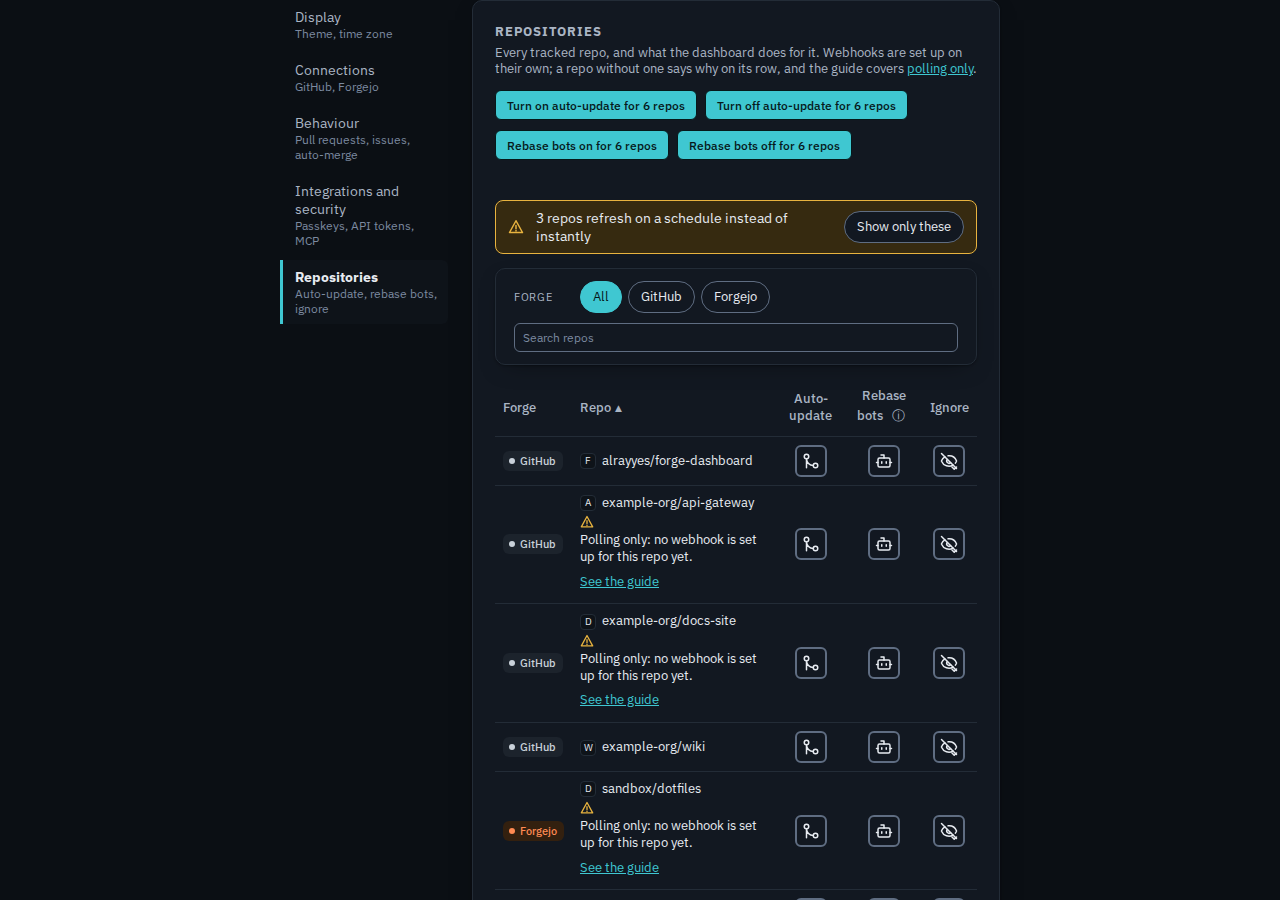 Display
Theme, time zone
Connections
GitHub, Forgejo
Behaviour
Pull requests, issues,
auto-merge
Integrations and
security
Passkeys, API tokens,
MCP
Repositories
Auto-update, rebase bots,
ignore
REPOSITORIES
Every tracked repo, and what the dashboard does for it. Webhooks are set up on
their own; a repo without one says why on its row, and the guide covers polling only.
Turn on auto-update for 6 repos
Turn off auto-update for 6 repos
Rebase bots on for 6 repos
Rebase bots off for 6 repos
3 repos refresh on a schedule instead of
instantly
Show only these
FORGE
All
GitHub
Forgejo
Search repos
Forge
Repo ▲
Auto-
update
Rebase
bots ⓘ
Ignore
GitHub
F alrayyes/forge-dashboard
GitHub
A example-org/api-gateway
Polling only: no webhook is set
up for this repo yet.
See the guide
GitHub
D example-org/docs-site
Polling only: no webhook is set
up for this repo yet.
See the guide
GitHub
W example-org/wiki
Forgejo
D sandbox/dotfiles
Polling only: no webhook is set
up for this repo yet.
See the guide